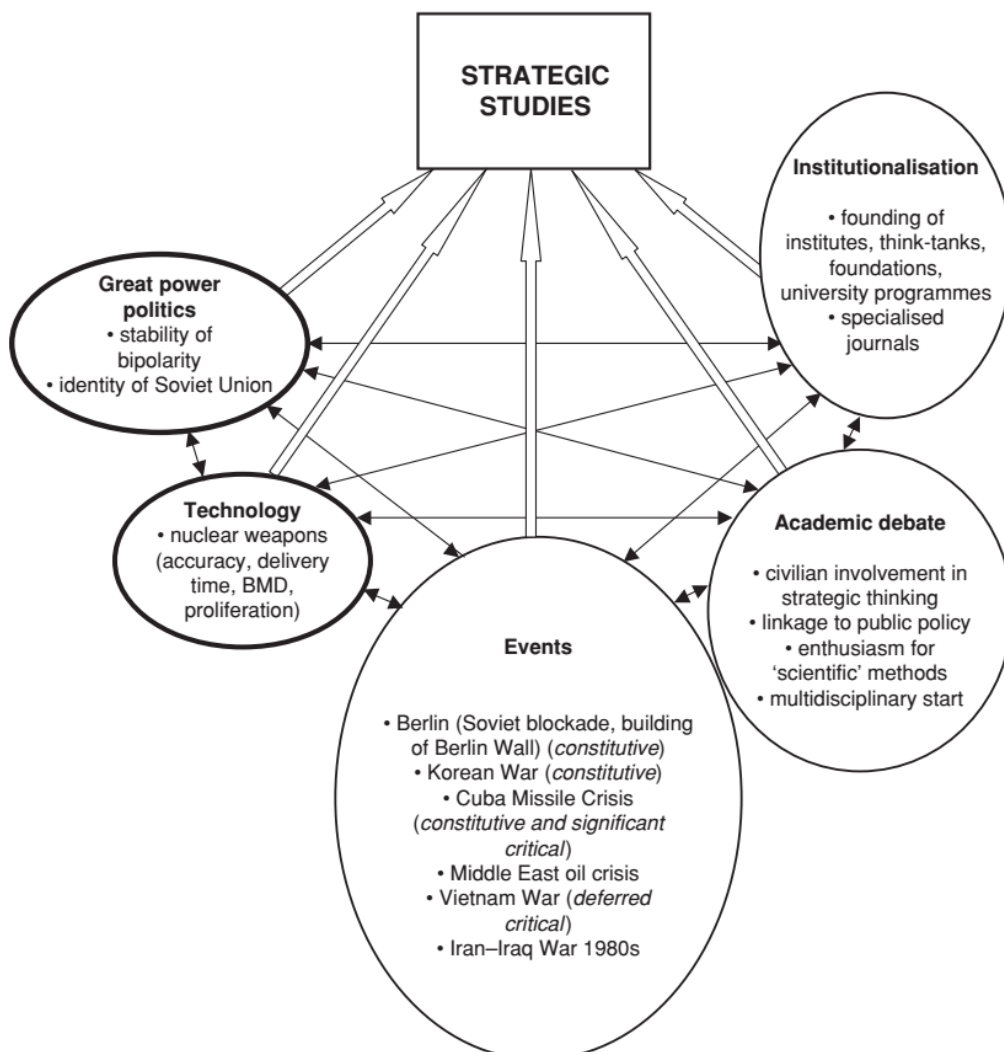 STRATEGIC
STUDIES
Institutionalisation
• founding of
institutes, think-tanks,
foundations,
university programmes
• specialised
journals
Great power
politics
• stability of
bipolarity
• identity of Soviet Union
Technology
• nuclear weapons
(accuracy, delivery
time, BMD,
proliferation)
Academic debate
• civilian involvement in
strategic thinking
• linkage to public policy
• enthusiasm for
‘scientific’ methods
• multidisciplinary start
Events
• Berlin (Soviet blockade, building
of Berlin Wall) (constitutive)
• Korean War (constitutive)
• Cuba Missile Crisis
(constitutive and significant
critical)
• Middle East oil crisis
• Vietnam War (deferred
critical)
• Iran–Iraq War 1980s